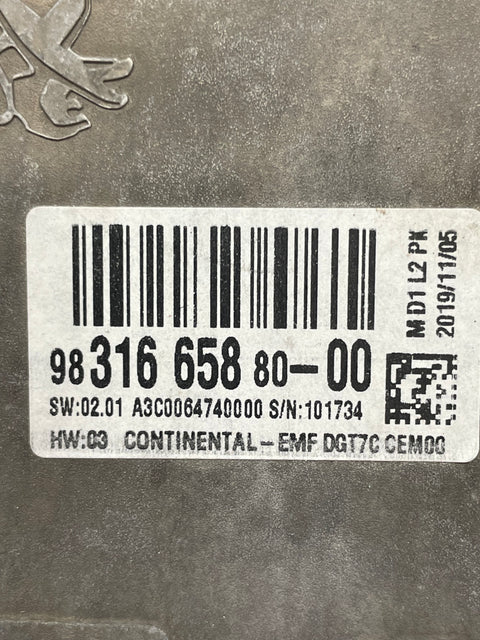 98 316 658 80-00
SW:02.01 A3C0064740000 S/N:101734
HW:03 CONTINENTAL-EMF DGT7C CEM00
M D1 L2 PK
2019/11/05